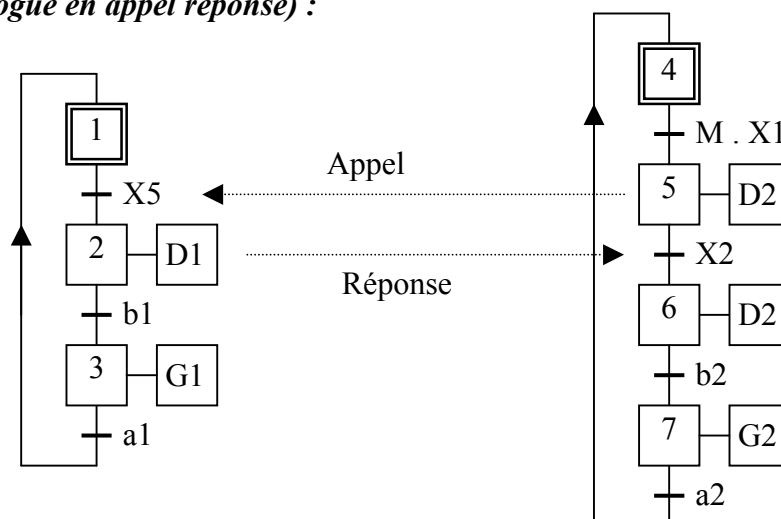 ogue en appel réponse) :
1
X5
2
D1
b1
3
G1
a1
Appel
Réponse
4
M . X1
5
D2
X2
6
D2
b2
7
G2
a2